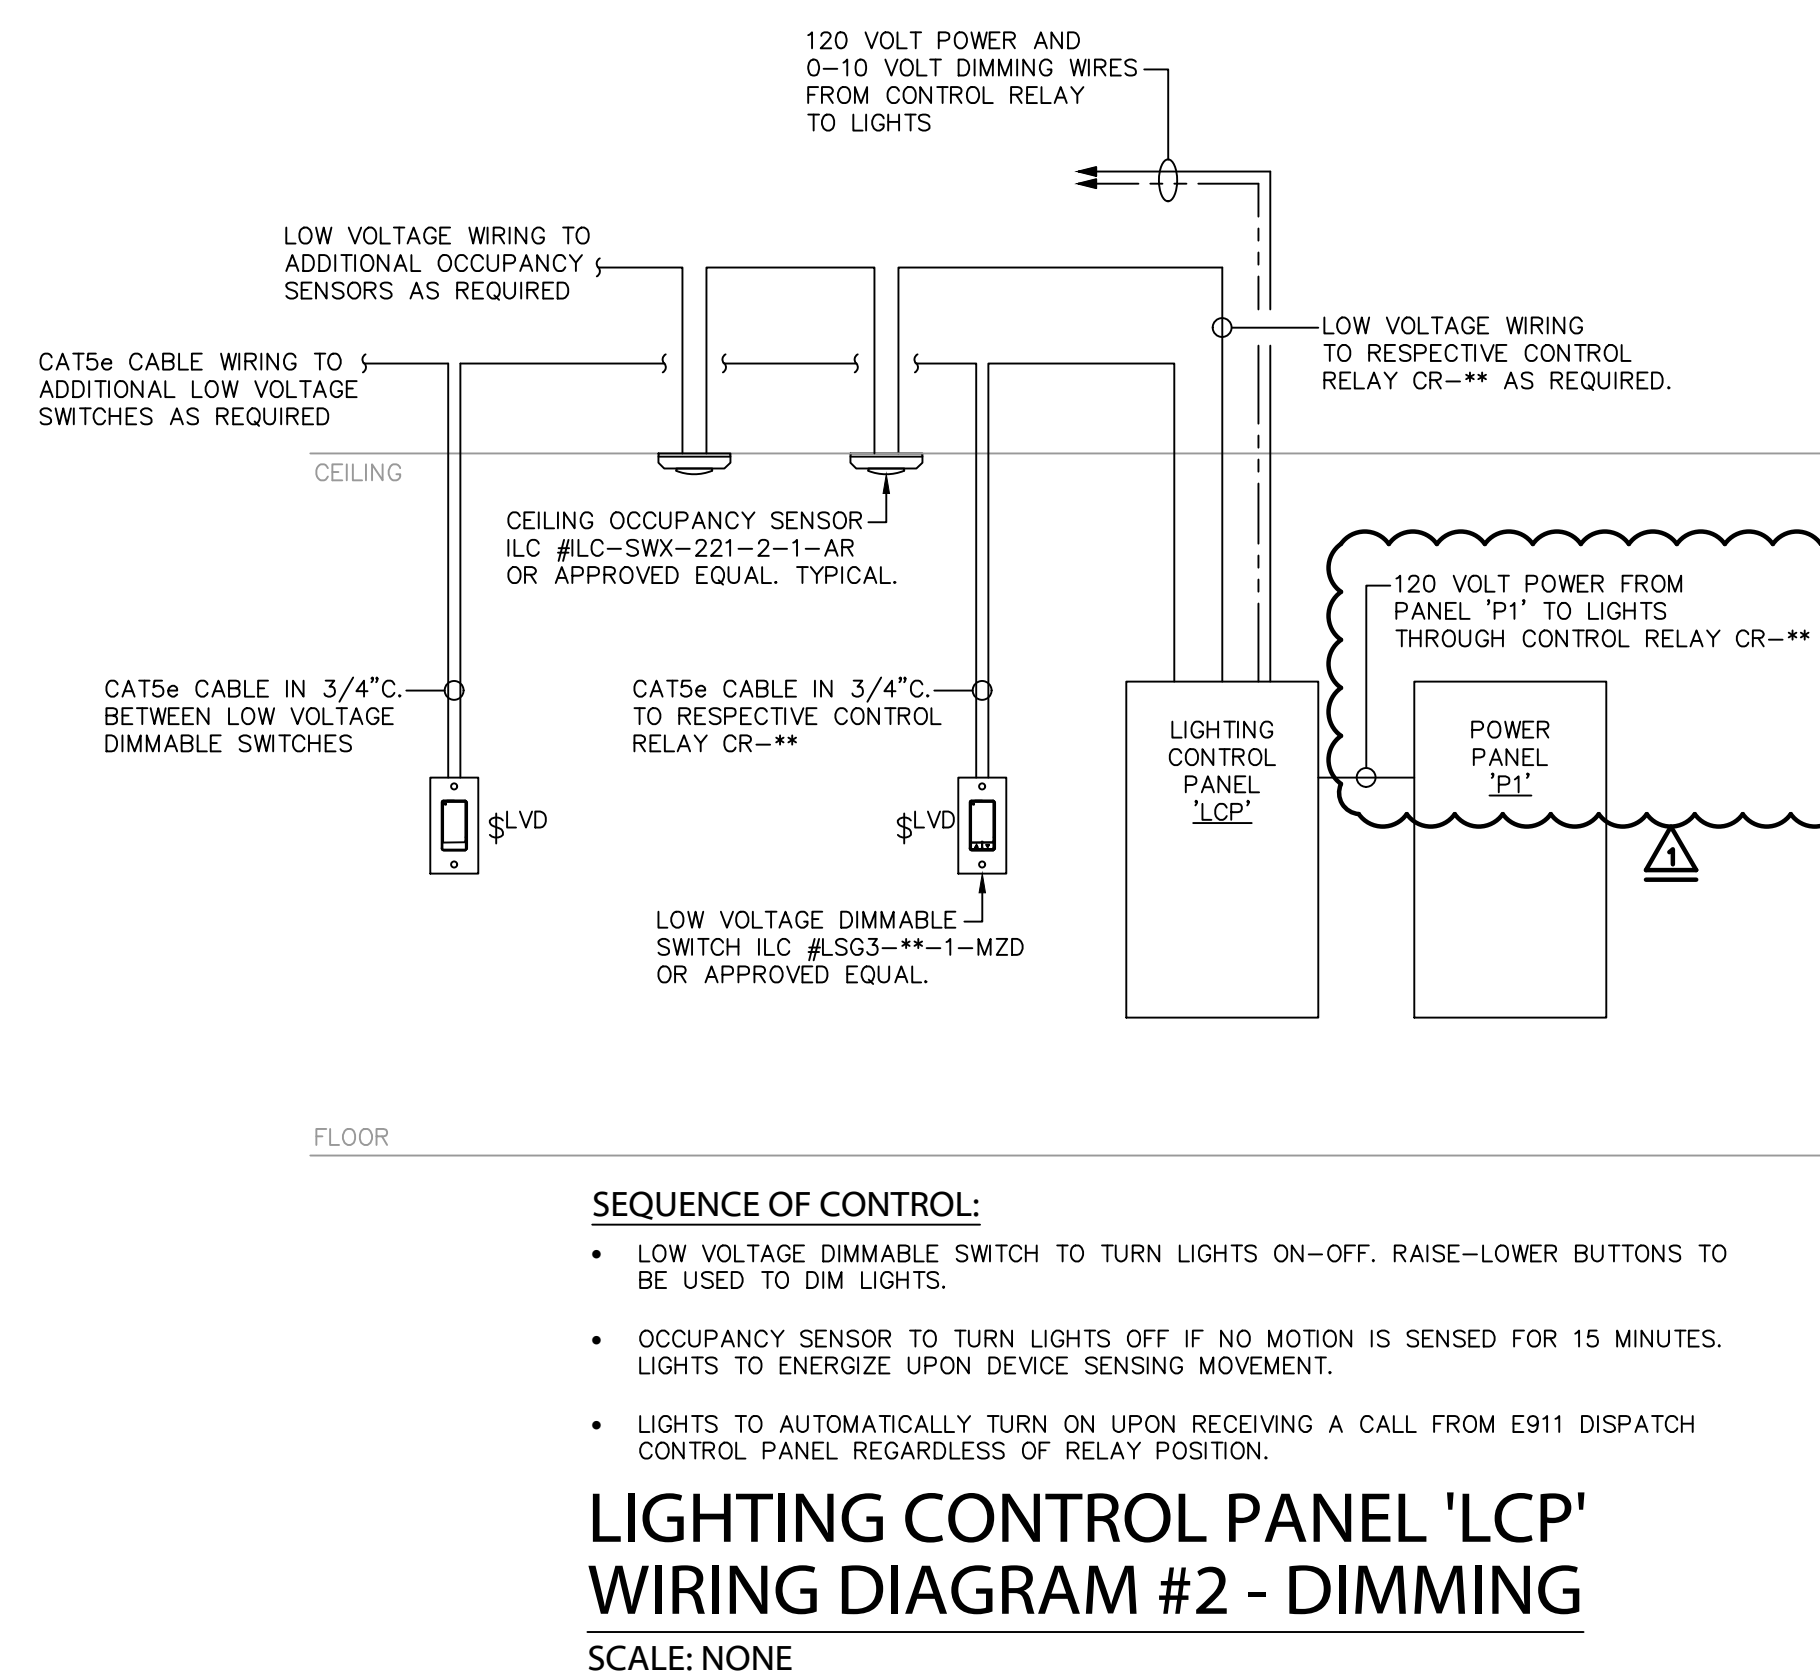 120 VOLT POWER AND
0-10 VOLT DIMMING WIRES
FROM CONTROL RELAY
TO LIGHTS
LOW VOLTAGE WIRING TO
ADDITIONAL OCCUPANCY
SENSORS AS REQUIRED
LOW VOLTAGE WIRING
TO RESPECTIVE CONTROL
RELAY CR-** AS REQUIRED.
CAT5e CABLE WIRING TO
ADDITIONAL LOW VOLTAGE
SWITCHES AS REQUIRED
CEILING
CEILING OCCUPANCY SENSOR
ILC #ILC-SWX-221-2-1-AR
OR APPROVED EQUAL. TYPICAL.
120 VOLT POWER FROM
PANEL 'P1' TO LIGHTS
THROUGH CONTROL RELAY CR-**
CAT5e CABLE IN 3/4"C.
BETWEEN LOW VOLTAGE
DIMMABLE SWITCHES
CAT5e CABLE IN 3/4"C.
TO RESPECTIVE CONTROL
RELAY CR-**
LIGHTING
CONTROL
PANEL
'LCP'
POWER
PANEL
'P1'
$LVD
$LVD
1
LOW VOLTAGE DIMMABLE
SWITCH ILC #LSG3-**-1-MZD
OR APPROVED EQUAL.
FLOOR
SEQUENCE OF CONTROL:
• LOW VOLTAGE DIMMABLE SWITCH TO TURN LIGHTS ON-OFF. RAISE-LOWER BUTTONS TO
BE USED TO DIM LIGHTS.
• OCCUPANCY SENSOR TO TURN LIGHTS OFF IF NO MOTION IS SENSED FOR 15 MINUTES.
LIGHTS TO ENERGIZE UPON DEVICE SENSING MOVEMENT.
• LIGHTS TO AUTOMATICALLY TURN ON UPON RECEIVING A CALL FROM E911 DISPATCH
CONTROL PANEL REGARDLESS OF RELAY POSITION.
LIGHTING CONTROL PANEL 'LCP'
WIRING DIAGRAM #2 - DIMMING
SCALE: NONE